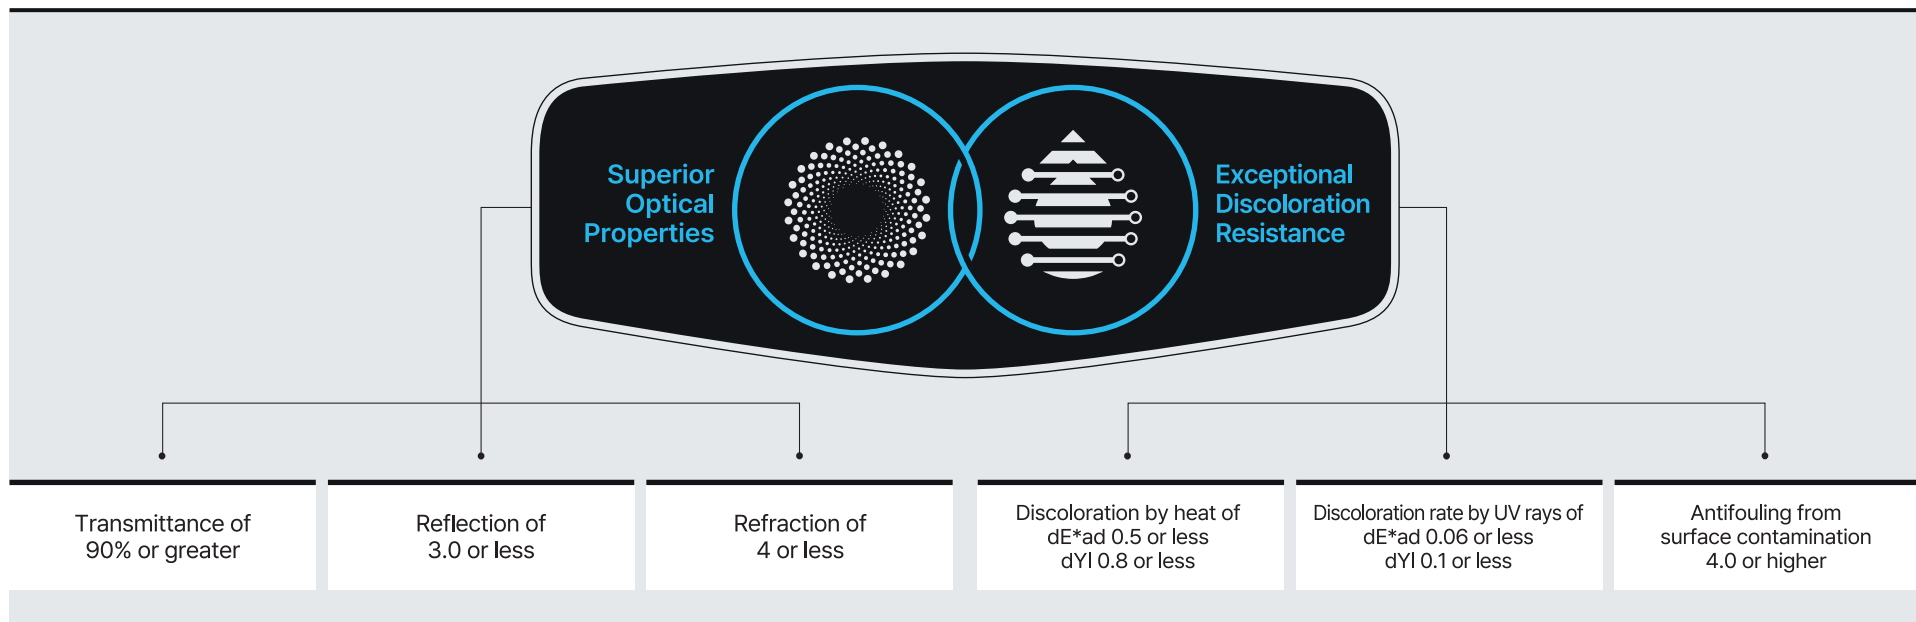 Superior
Optical
Properties
Exceptional
Discoloration
Resistance
Transmittance of
90% or greater
Reflection of
3.0 or less
Refraction of
4 or less
Discoloration by heat of
dE*ad 0.5 or less
dYl 0.8 or less
Discoloration rate by UV rays of
dE*ad 0.06 or less
dYl 0.1 or less
Antifouling from
surface contamination
4.0 or higher